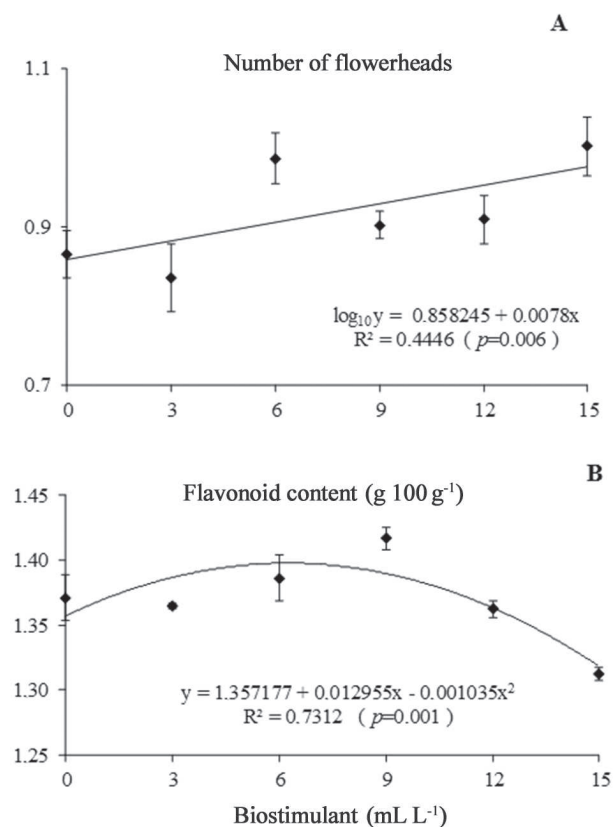 A
Number of flowerheads
1.1
0.9
0.7
log₁₀y = 0.858245 + 0.0078x
R² = 0.4446 ( p=0.006 )
0 3 6 9 12 15
B
Flavonoid content (g 100 g⁻¹)
1.45
1.40
1.35
1.30
1.25
y = 1.357177 + 0.012955x - 0.001035x²
R² = 0.7312 ( p=0.001 )
0 3 6 9 12 15
Biostimulant (mL L⁻¹)